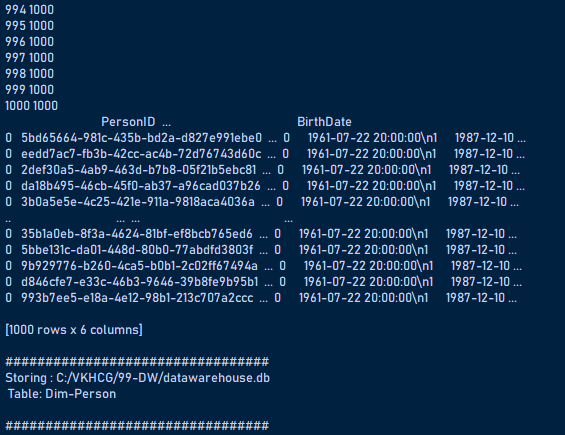 994 1000
995 1000
996 1000
997 1000
998 1000
999 1000
1000 1000
PersonID ... BirthDate
0 5bd65664-981c-435b-bd2a-d827e991ebe0 ... 0 1961-07-22 20:00:00\n1 1987-12-10 ...
0 eedd7ac7-fb3b-42cc-ac4b-72d76743d60c ... 0 1961-07-22 20:00:00\n1 1987-12-10 ...
0 2def30a5-4ab9-463d-b7b8-05f21b5ebc81 ... 0 1961-07-22 20:00:00\n1 1987-12-10 ...
0 da18b495-46cb-45f0-ab37-a96cad037b26 ... 0 1961-07-22 20:00:00\n1 1987-12-10 ...
0 3b0a5e5e-4c25-421e-911a-9818aca4036a ... 0 1961-07-22 20:00:00\n1 1987-12-10 ...
.. ... ... ...
0 35b1a0eb-8f3a-4624-81bf-ef8bcb765ed6 ... 0 1961-07-22 20:00:00\n1 1987-12-10 ...
0 5bbe131c-da01-448d-80b0-77abdfd3803f ... 0 1961-07-22 20:00:00\n1 1987-12-10 ...
0 9b929776-b260-4ca5-b0b1-2c02ff67494a ... 0 1961-07-22 20:00:00\n1 1987-12-10 ...
0 d846cfe7-e33c-46b3-9646-39b8fe9b95b1 ... 0 1961-07-22 20:00:00\n1 1987-12-10 ...
0 993b7ee5-e18a-4e12-98b1-213c707a2ccc ... 0 1961-07-22 20:00:00\n1 1987-12-10 ...
[1000 rows x 6 columns]
################################
Storing : C:/VKHCG/99-DW/datawarehouse.db
Table: Dim-Person
################################